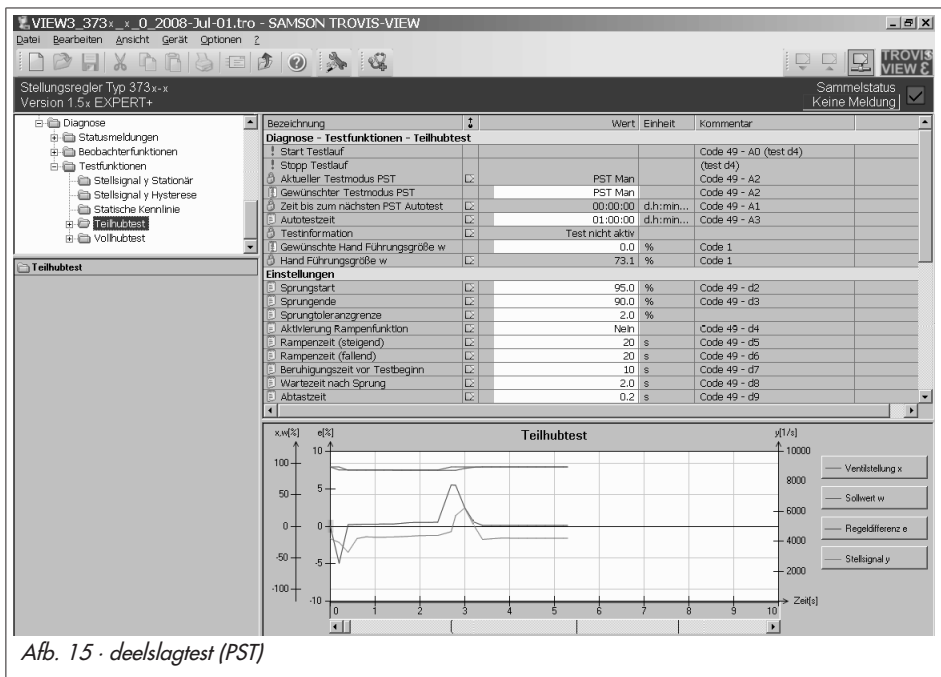 VIEW3_373x_x_0_2008-Jul-01.tro - SAMSON TROVIS-VIEW
Datei Bearbeiten Ansicht Gerät Optionen ?
TROVIS
VIEW
Stellungsregler Typ 373x-x
Version 1.5x EXPERT+
Sammelstatus
Keine Meldung
Diagnose
Statusmeldungen
Beobachterfunktionen
Testfunktionen
Stellsignal y Stationär
Stellsignal y Hysterese
Statische Kennlinie
Teilhubtest
Vollhubtest
Teilhubtest
Bezeichnung Wert Einheit Kommentar
Diagnose - Testfunktionen - Teilhubtest
Start Testlauf Code 49 - A0 (test d4)
Stopp Testlauf (test d4)
Aktueller Testmodus PST PST Man Code 49 - A2
Gewünschter Testmodus PST PST Man Code 49 - A2
Zeit bis zum nächsten PST Autotest 00:00:00 d.h:min... Code 49 - A1
Autotestzeit 01:00:00 d.h:min... Code 49 - A3
Testinformation Test nicht aktiv
Gewünschte Hand Führungsgröße w 0.0 % Code 1
Hand Führungsgröße w 73.1 % Code 1
Einstellungen
Sprungstart 95.0 % Code 49 - d2
Sprungende 90.0 % Code 49 - d3
Sprungtoleranzgrenze 2.0 %
Aktivierung Rampenfunktion Nein Code 49 - d4
Rampenzeit (steigend) 20 s Code 49 - d5
Rampenzeit (fallend) 20 s Code 49 - d6
Beruhigungszeit vor Testbeginn 10 s Code 49 - d7
Wartezeit nach Sprung 2.0 s Code 49 - d8
Abtastzeit 0.2 s Code 49 - d9
x,w[%] e[%] Teilhubtest y[1/s]
10 10000
100
8000
50 5
6000
0 0
4000
-50 -5
2000
-100
-10 Zeit[s]
0 1 2 3 4 5 6 7 8 9 10
Ventilstellung x
Sollwert w
Regeldifferenz e
Stellsignal y
Afb. 15 · deelslagtest (PST)